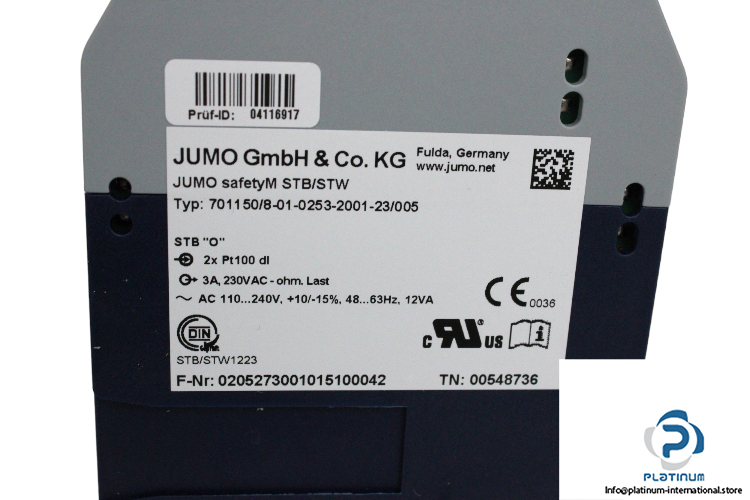 Prüf-ID: 04116917
JUMO GmbH & Co. KG
Fulda, Germany
www.jumo.net
JUMO safetyM STB/STW
Typ: 701150/8-01-0253-2001-23/005
STB "O"
2x Pt100 dl
3A, 230VAC - ohm. Last
~ AC 110...240V, +10/-15%, 48...63Hz, 12VA
CE 0036
DIN
STB/STW1223
c RU ® US
i
F-Nr: 0205273001015100042
TN: 00548736
PLATINUM
Info@platinum-international.store